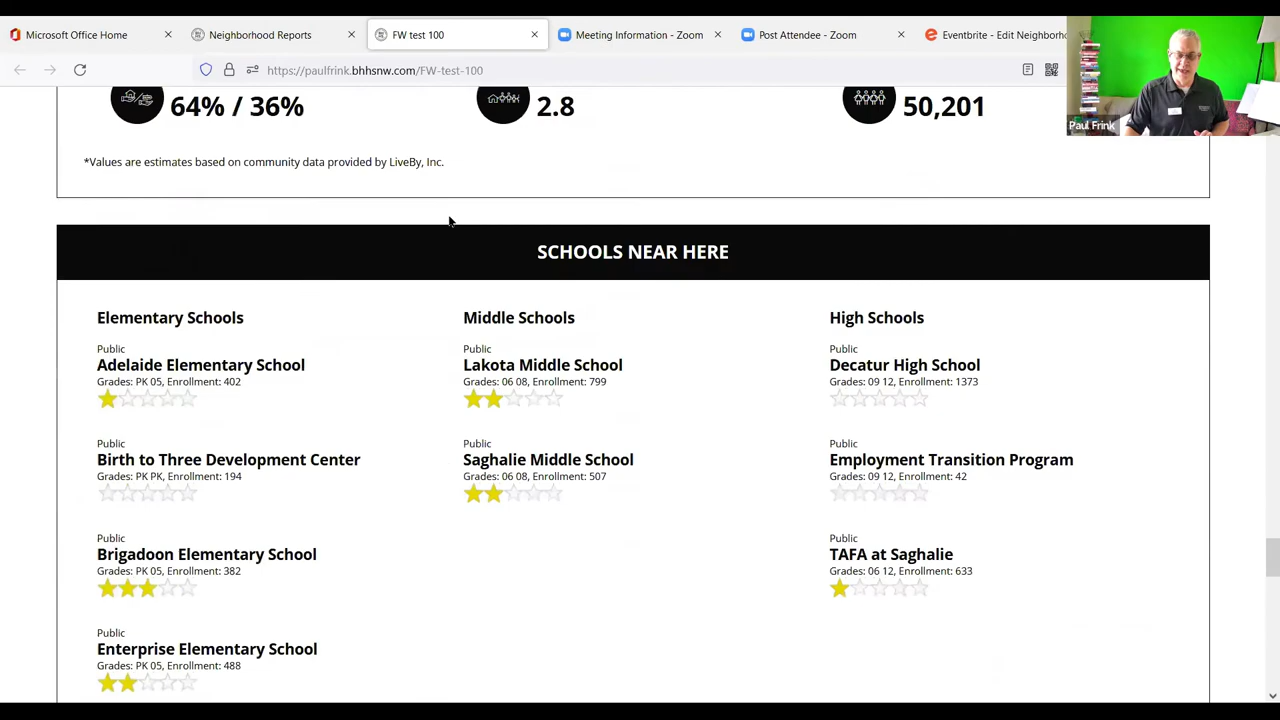 Microsoft Office Home
Neighborhood Reports
FW test 100
Meeting Information - Zoom
Post Attendee - Zoom
Eventbrite - Edit Neighborho
https://paulfrink.bhhsnw.com/FW-test-100
Paul Frink
64% / 36%
2.8
50,201
*Values are estimates based on community data provided by LiveBy, Inc.
SCHOOLS NEAR HERE
Elementary Schools
Public
Adelaide Elementary School
Grades: PK 05, Enrollment: 402
Public
Birth to Three Development Center
Grades: PK PK, Enrollment: 194
Public
Brigadoon Elementary School
Grades: PK 05, Enrollment: 382
Public
Enterprise Elementary School
Grades: PK 05, Enrollment: 488
Middle Schools
Public
Lakota Middle School
Grades: 06 08, Enrollment: 799
Public
Saghalie Middle School
Grades: 06 08, Enrollment: 507
High Schools
Public
Decatur High School
Grades: 09 12, Enrollment: 1373
Public
Employment Transition Program
Grades: 09 12, Enrollment: 42
Public
TAFA at Saghalie
Grades: 06 12, Enrollment: 633